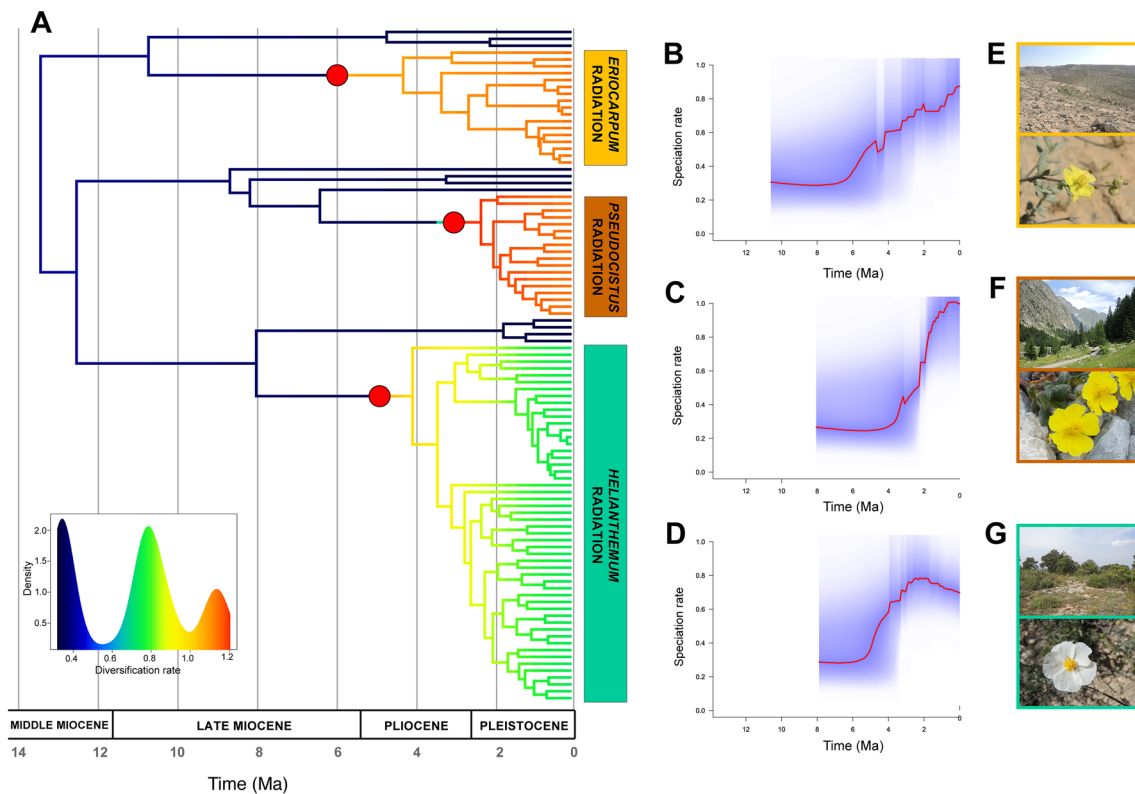 A
ERIOCARPUM
RADIATION
PSEUDOCISTUS
RADIATION
HELIANTHEMUM
RADIATION
2.0
1.5
1.0
0.5
Density
0.4
0.6
0.8
1.0
1.2
Diversification rate
MIDDLE MIOCENE
LATE MIOCENE
PLIOCENE
PLEISTOCENE
14
12
10
8
6
4
2
0
Time (Ma)
B
1.0
0.8
0.6
0.4
0.2
0.0
Speciation rate
12
10
8
6
4
2
0
Time (Ma)
C
1.0
0.8
0.6
0.4
0.2
0.0
Speciation rate
12
10
8
6
4
2
0
Time (Ma)
D
1.0
0.8
0.6
0.4
0.2
0.0
Speciation rate
12
10
8
6
4
2
0
Time (Ma)
E
F
G